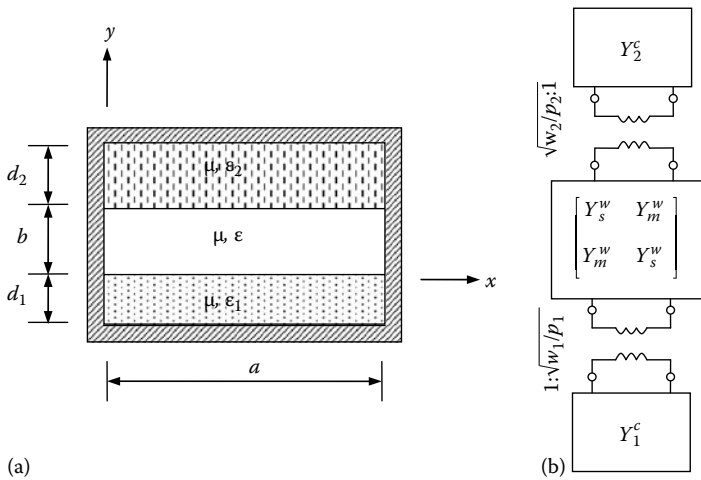 y
d₂
b
d₁
μ, ε₂
μ, ε
μ, ε₁
x
a
(a)
Y₂ᶜ
√w₂/p₂:1
Yₛʷ Yₘʷ
Yₘʷ Yₛʷ
1:√w₁/p₁
Y₁ᶜ
(b)